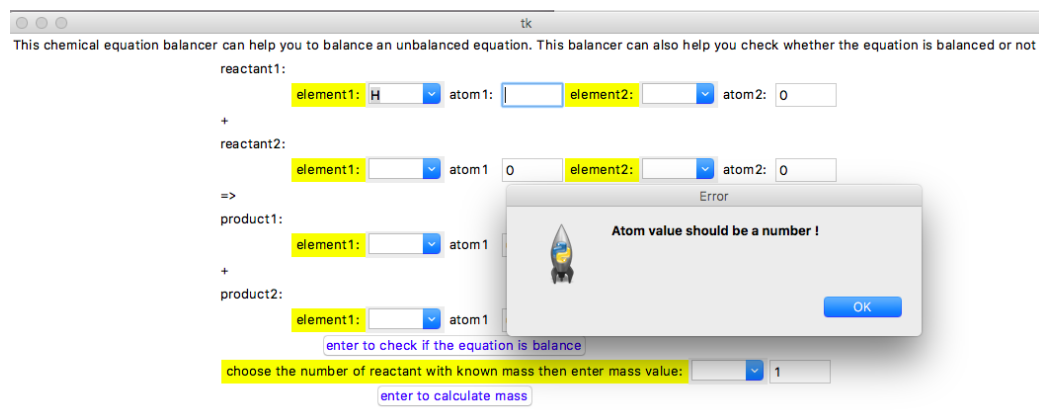 tk
This chemical equation balancer can help you to balance an unbalanced equation. This balancer can also help you check whether the equation is balanced or not
reactant1:
element1: H atom1: element2: atom2: 0
+
reactant2:
element1: atom1 0 element2: atom2: 0
=>
Error
product1:
Atom value should be a number !
element1: atom1
+
product2:
OK
element1: atom1
enter to check if the equation is balance
choose the number of reactant with known mass then enter mass value: 1
enter to calculate mass